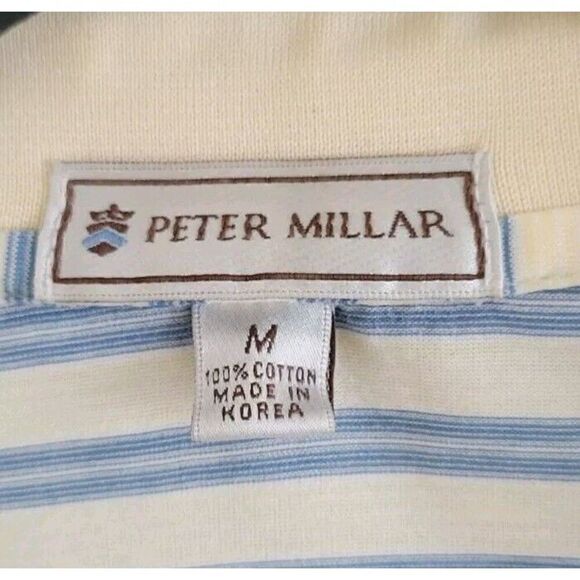 PETER MILLAR
M
100% COTTON
MADE IN
KOREA